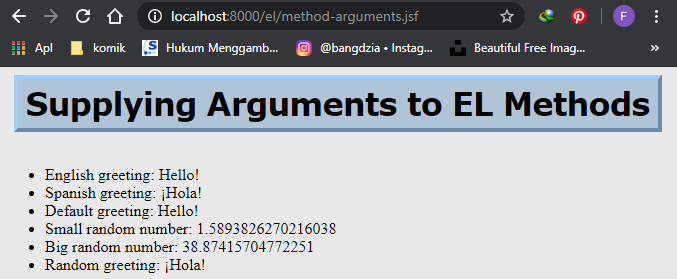 localhost:8000/el/method-arguments.jsf
F
Apl komik Hukum Menggamb... @bangdzia • Instag... Beautiful Free Imag... »
Supplying Arguments to EL Methods
English greeting: Hello!
Spanish greeting: ¡Hola!
Default greeting: Hello!
Small random number: 1.5893826270216038
Big random number: 38.87415704772251
Random greeting: ¡Hola!